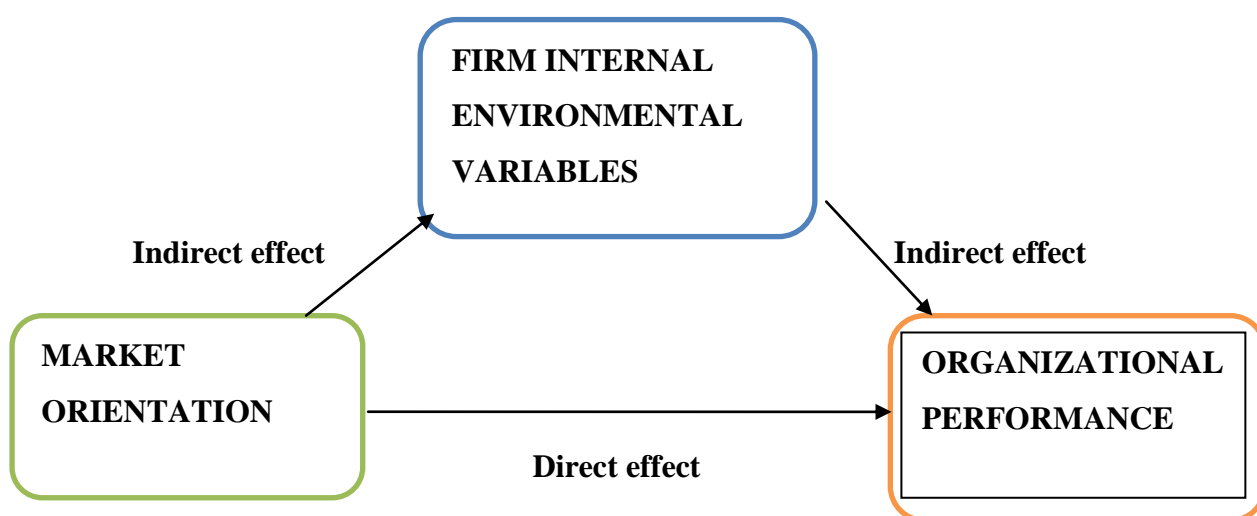 FIRM INTERNAL
ENVIRONMENTAL
VARIABLES
Indirect effect
Indirect effect
MARKET
ORIENTATION
ORGANIZATIONAL
PERFORMANCE
Direct effect